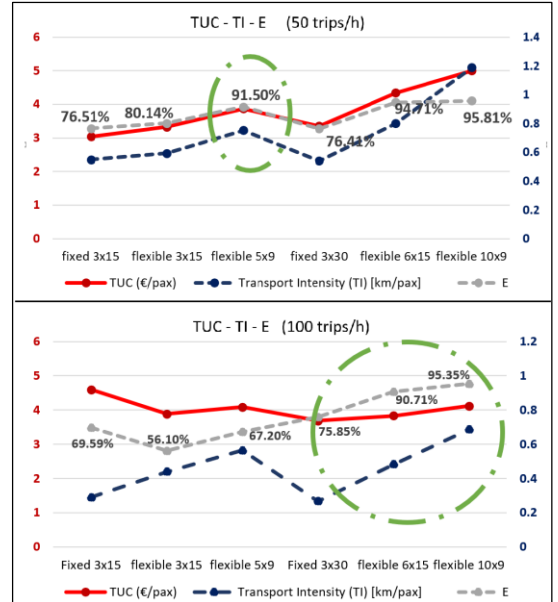 TUC - TI - E (50 trips/h)
6
5
4
3
2
1
0
1.4
1.2
1
0.8
0.6
0.4
0.2
0
76.51%
80.14%
91.50%
76.41%
94.71%
95.81%
fixed 3x15
flexible 3x15
flexible 5x9
fixed 3x30
flexible 6x15
flexible 10x9
TUC (€/pax)
Transport Intensity (TI) [km/pax]
E
TUC - TI - E (100 trips/h)
6
5
4
3
2
1
0
1.2
1
0.8
0.6
0.4
0.2
0
69.59%
56.10%
67.20%
75.85%
90.71%
95.35%
Fixed 3x15
flexible 3x15
flexible 5x9
Fixed 3x30
flexible 6x15
flexible 10x9
TUC (€/pax)
Transport Intensity (TI) [km/pax]
E